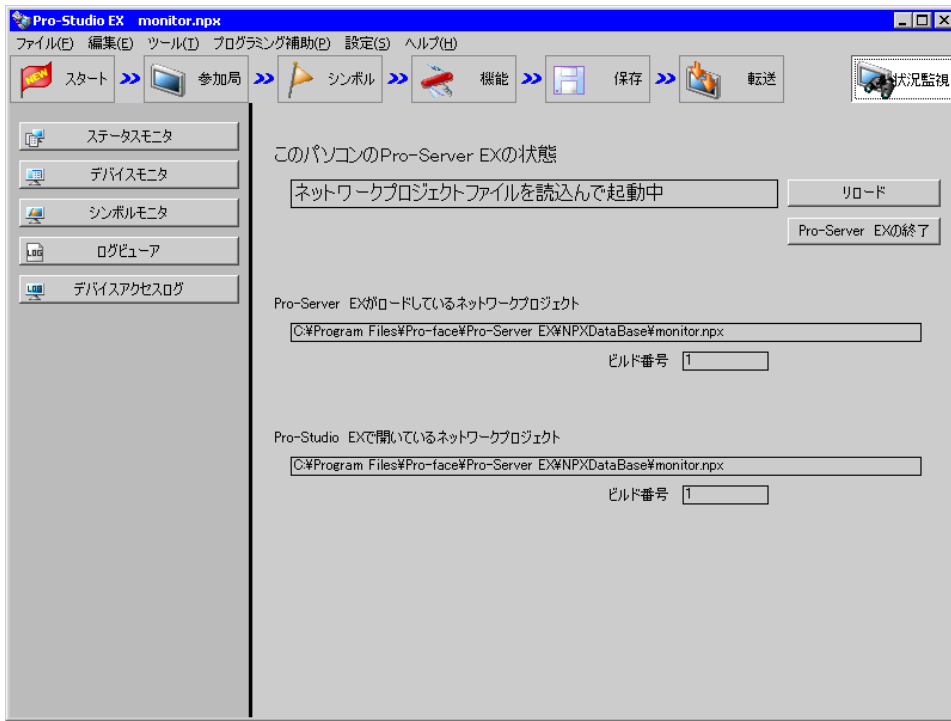 Pro-Studio EX monitor.npx
ファイル(F) 編集(E) ツール(T) プログラミング補助(P) 設定(S) ヘルプ(H)
NEW スタート 参加局 シンボル 機能 保存 転送 状況監視
ステータスモニタ
デバイスモニタ
シンボルモニタ
LOG ログビューア
LOG デバイスアクセスログ
このパソコンのPro-Server EXの状態
ネットワークプロジェクトファイルを読込んで起動中
リロード
Pro-Server EXの終了
Pro-Server EXがロードしているネットワークプロジェクト
C:¥Program Files¥Pro-face¥Pro-Server EX¥NPXDataBase¥monitor.npx
ビルド番号 1
Pro-Studio EXで開いているネットワークプロジェクト
C:¥Program Files¥Pro-face¥Pro-Server EX¥NPXDataBase¥monitor.npx
ビルド番号 1